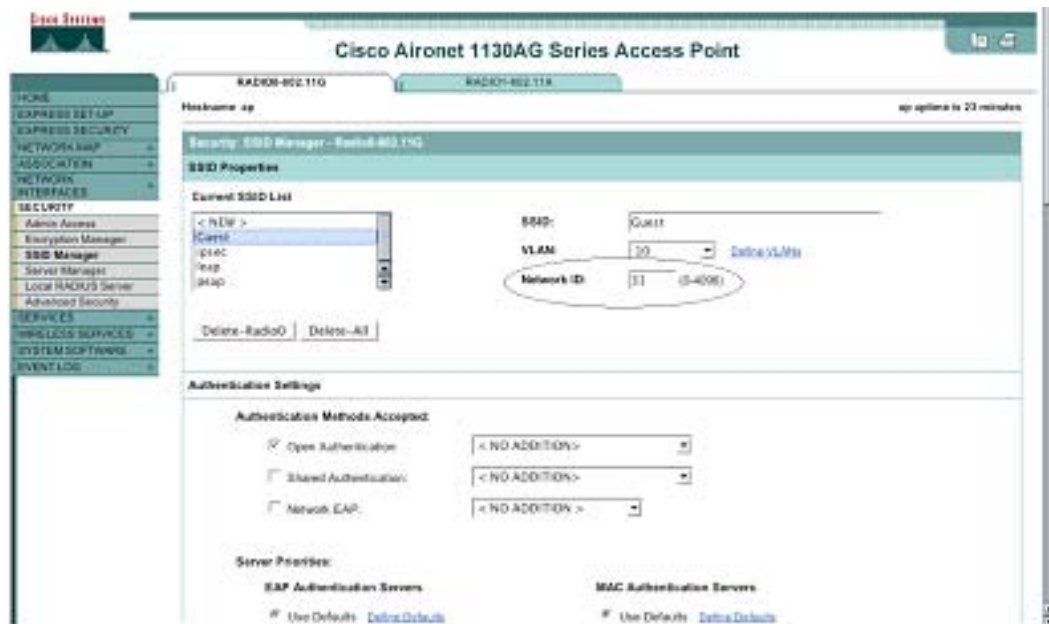 Cisco Systems
Cisco Aironet 1130AG Series Access Point
RADIO0-802.11G
RADIO1-802.11A
Hostname ap
ap uptime is 23 minutes
HOME
EXPRESS SET-UP
EXPRESS SECURITY
NETWORK MAP +
ASSOCIATION +
NETWORK INTERFACES +
SECURITY
Admin Access
Encryption Manager
SSID Manager
Server Manager
Local RADIUS Server
Advanced Security
SERVICES +
WIRELESS SERVICES +
SYSTEM SOFTWARE +
EVENT LOG +
Security: SSID Manager - Radio0-802.11G
SSID Properties
Current SSID List
< NEW >
Guest
ipsec
leap
peap
SSID: Guest
VLAN: 10 Define VLANs
Network ID: (0-4096)
Delete-Radio0 Delete-All
Authentication Settings
Authentication Methods Accepted:
Open Authentication: < NO ADDITION>
Shared Authentication: < NO ADDITION>
Network EAP: < NO ADDITION >
Server Priorities:
EAP Authentication Servers
MAC Authentication Servers
Use Defaults Define Defaults
Use Defaults Define Defaults